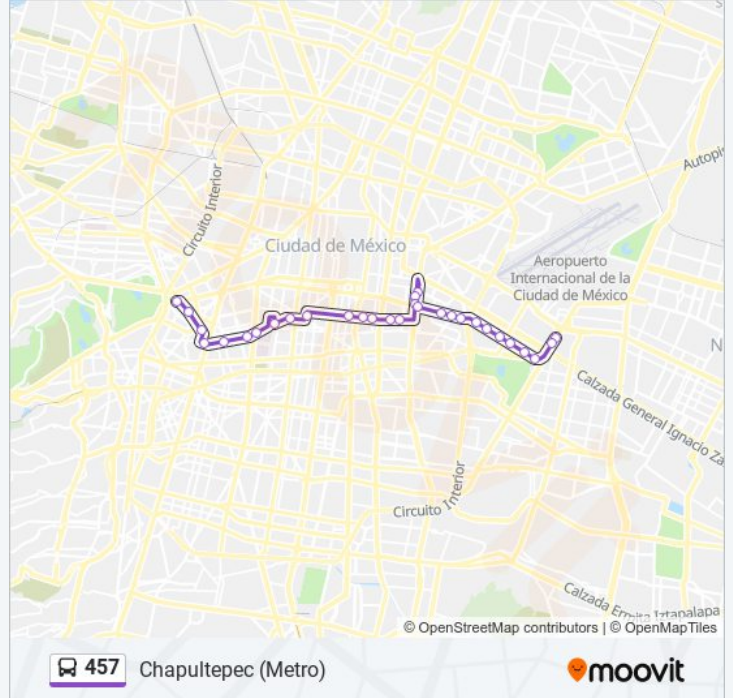 Autopi
Circuito Interior
Ciudad de México
Aeropuerto
Internacional de la
Ciudad de México
N
Calzada General Ignacio Za
Circuito Interior
Calzada Ermita Iztapalapa
© OpenStreetMap contributors | © OpenMapTiles
457 Chapultepec (Metro)
moovit